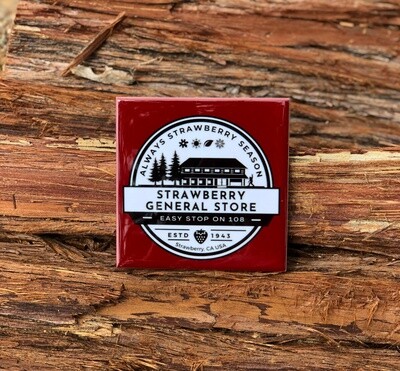 ALWAYS STRAWBERRY SEASON
STRAWBERRY
GENERAL STORE
EASY STOP ON 108
ESTD 1943
Strawberry, CA USA